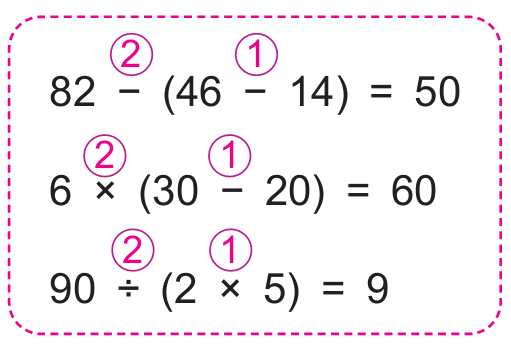 ② ①
82 − (46 − 14) = 50
② ①
6 × (30 − 20) = 60
② ①
90 ÷ (2 × 5) = 9